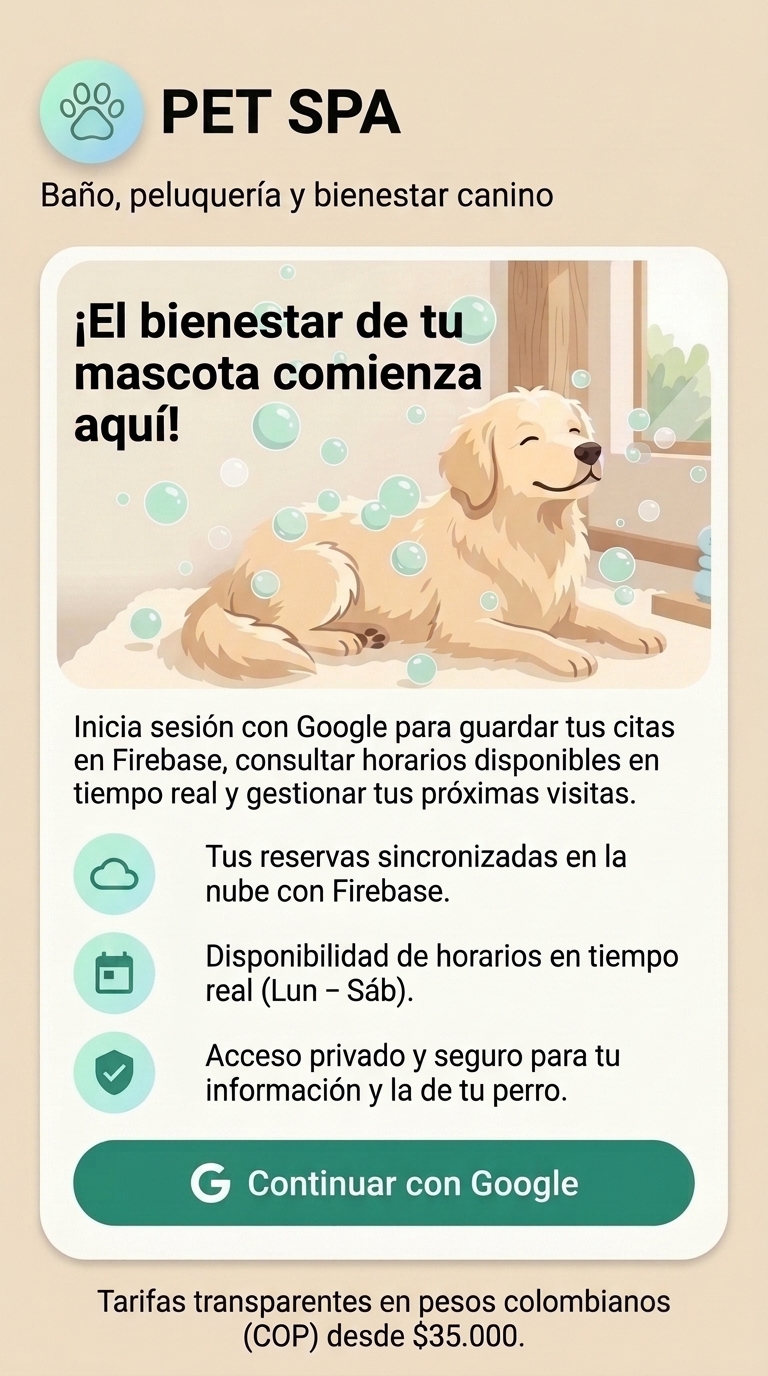 PET SPA
Baño, peluquería y bienestar canino
¡El bienestar de tu
mascota comienza
aquí!
Inicia sesión con Google para guardar tus citas
en Firebase, consultar horarios disponibles en
tiempo real y gestionar tus próximas visitas.
Tus reservas sincronizadas en la
nube con Firebase.
Disponibilidad de horarios en tiempo
real (Lun – Sáb).
Acceso privado y seguro para tu
información y la de tu perro.
G Continuar con Google
Tarifas transparentes en pesos colombianos
(COP) desde $35.000.